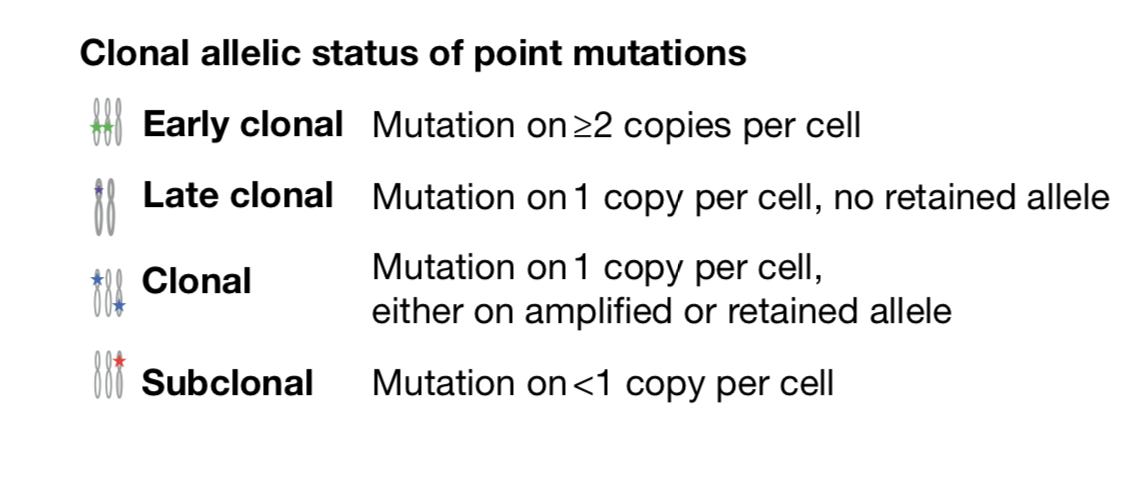 Clonal allelic status of point mutations
Early clonal Mutation on ≥2 copies per cell
Late clonal Mutation on 1 copy per cell, no retained allele
Clonal Mutation on 1 copy per cell,
either on amplified or retained allele
Subclonal Mutation on <1 copy per cell